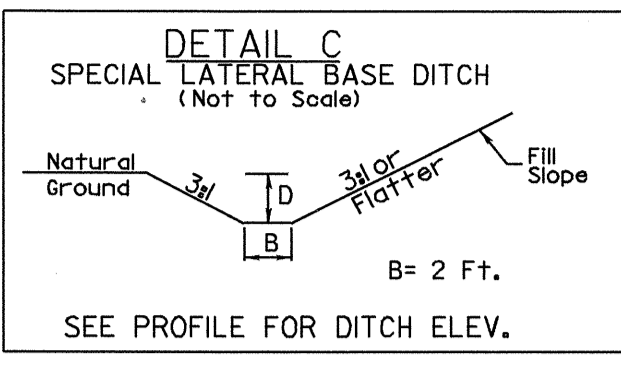 DETAIL C
SPECIAL LATERAL BASE DITCH
(Not to Scale)
Natural
Ground
3:1
D
3:1 or
Flatter
Fill
Slope
B
B= 2 Ft.
SEE PROFILE FOR DITCH ELEV.